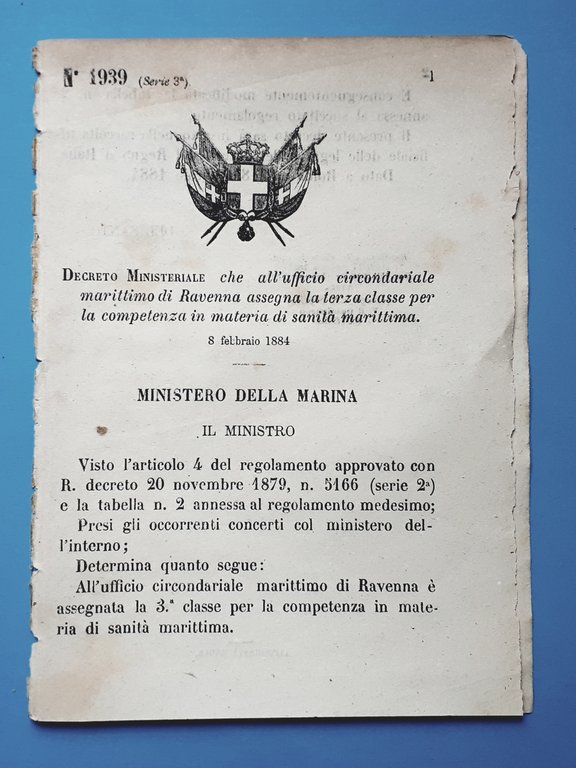 N° 1939 (Serie 3ª) 1
DECRETO MINISTERIALE che all'ufficio circondariale
marittimo di Ravenna assegna la terza classe per
la competenza in materia di sanità marittima.
8 febbraio 1884
MINISTERO DELLA MARINA
IL MINISTRO
Visto l'articolo 4 del regolamento approvato con
R. decreto 20 novembre 1879, n. 5166 (serie 2ª)
e la tabella n. 2 annessa al regolamento medesimo;
Presi gli occorrenti concerti col ministero del-
l'interno;
Determina quanto segue:
All'ufficio circondariale marittimo di Ravenna è
assegnata la 3.ª classe per la competenza in mate-
ria di sanità marittima.